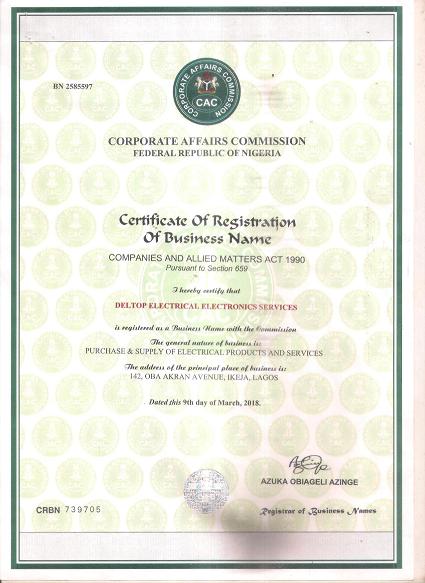 BN 2585597
CORPORATE AFFAIRS COMMISSION
CAC
CORPORATE AFFAIRS COMMISSION
FEDERAL REPUBLIC OF NIGERIA
Certificate Of Registration
Of Business Name
COMPANIES AND ALLIED MATTERS ACT 1990
Pursuant to Section 659
I hereby certify that
DELTOP ELECTRICAL ELECTRONICS SERVICES
is registered as a Business Name with the Commission
The general nature of business is:
PURCHASE & SUPPLY OF ELECTRICAL PRODUCTS AND SERVICES
The address of the principal place of business is:
142, OBA AKRAN AVENUE, IKEJA, LAGOS
Dated this 9th day of March, 2018.
AZUKA OBIAGELI AZINGE
CRBN 739705
Registrar of Business Names